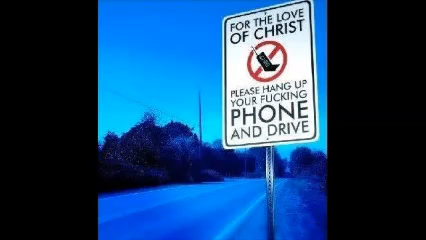 FOR THE LOVE
OF CHRIST
PLEASE HANG UP
YOUR FUCKING
PHONE
AND DRIVE